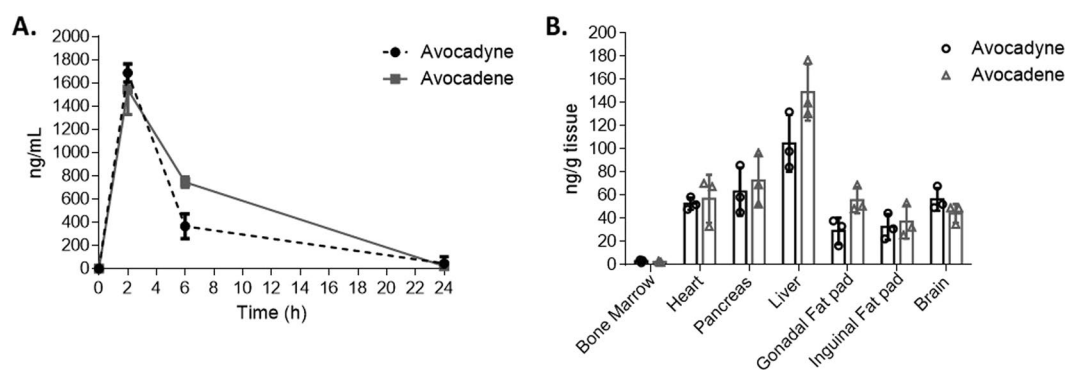 A.
2000
1800
1600
1400
1200
1000
800
600
400
200
0
ng/mL
0 2 4 6 8 10 12 14 16 18 20 22 24
Time (h)
Avocadyne
Avocadene
B.
200
180
160
140
120
100
80
60
40
20
0
ng/g tissue
Bone Marrow
Heart
Pancreas
Liver
Gonadal Fat pad
Inguinal Fat pad
Brain
Avocadyne
Avocadene